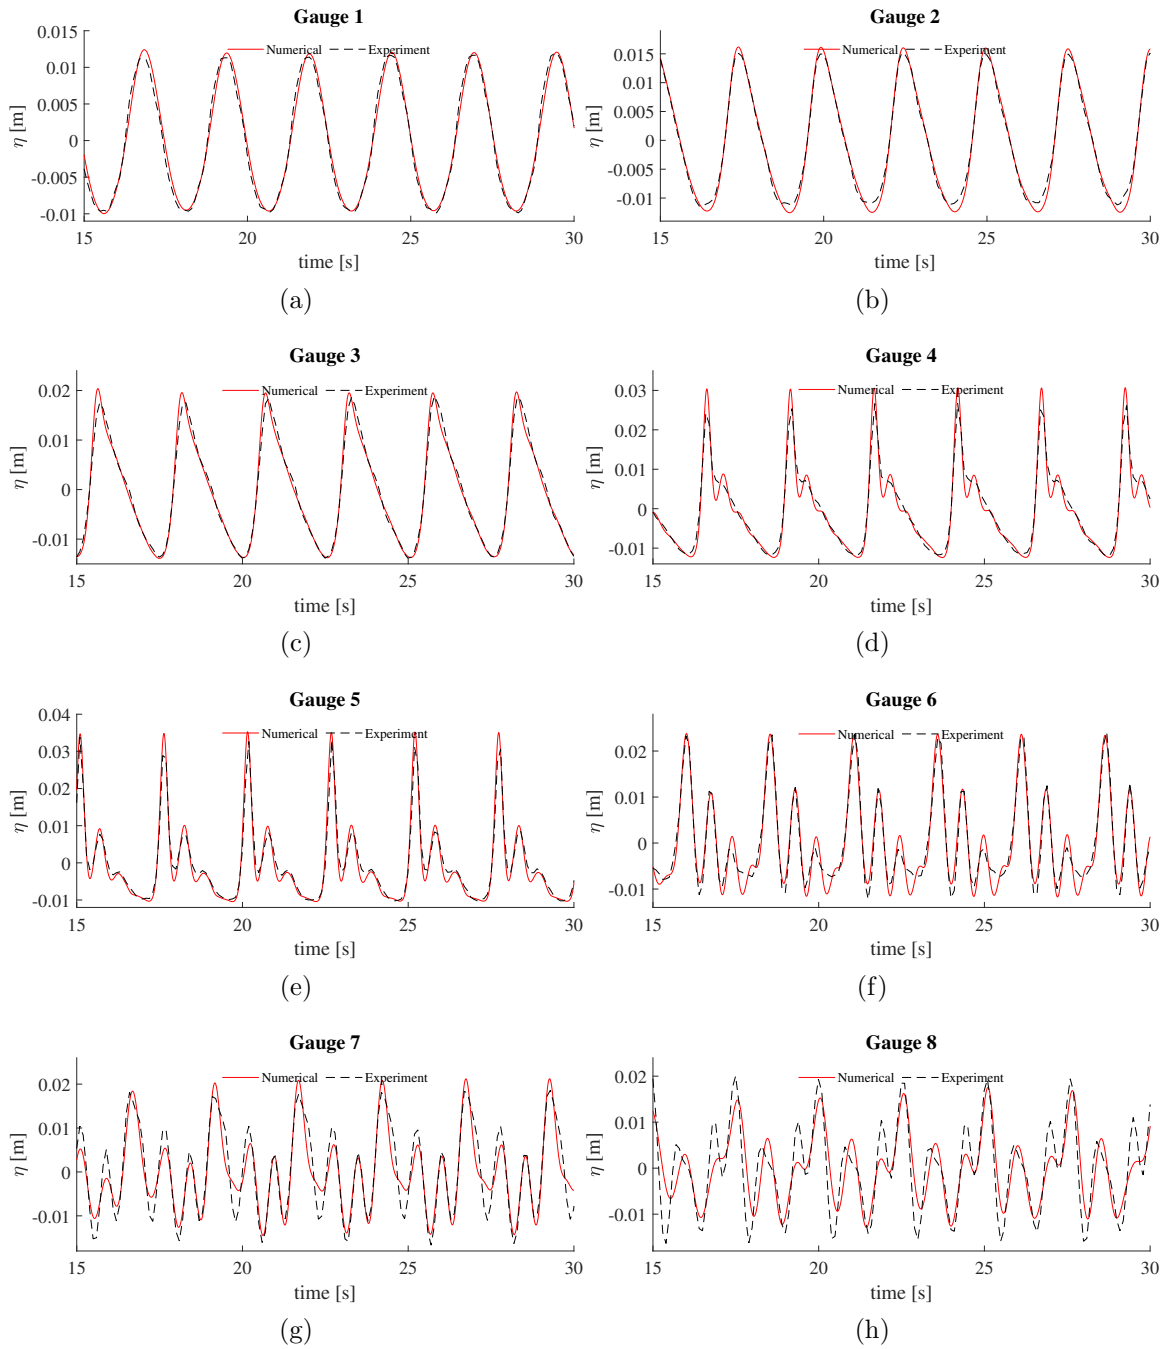 Gauge 1
Numerical
Experiment
0.015
0.01
0.005
0
-0.005
-0.01
η [m]
15
20
25
30
time [s]
(a)
Gauge 2
Numerical
Experiment
0.015
0.01
0.005
0
-0.005
-0.01
η [m]
15
20
25
30
time [s]
(b)
Gauge 3
Numerical
Experiment
0.02
0.01
0
-0.01
η [m]
15
20
25
30
time [s]
(c)
Gauge 4
Numerical
Experiment
0.03
0.02
0.01
0
-0.01
η [m]
15
20
25
30
time [s]
(d)
Gauge 5
Numerical
Experiment
0.04
0.03
0.02
0.01
0
-0.01
η [m]
15
20
25
30
time [s]
(e)
Gauge 6
Numerical
Experiment
0.02
0.01
0
-0.01
η [m]
15
20
25
30
time [s]
(f)
Gauge 7
Numerical
Experiment
0.02
0.01
0
-0.01
η [m]
15
20
25
30
time [s]
(g)
Gauge 8
Numerical
Experiment
0.02
0.01
0
-0.01
η [m]
15
20
25
30
time [s]
(h)